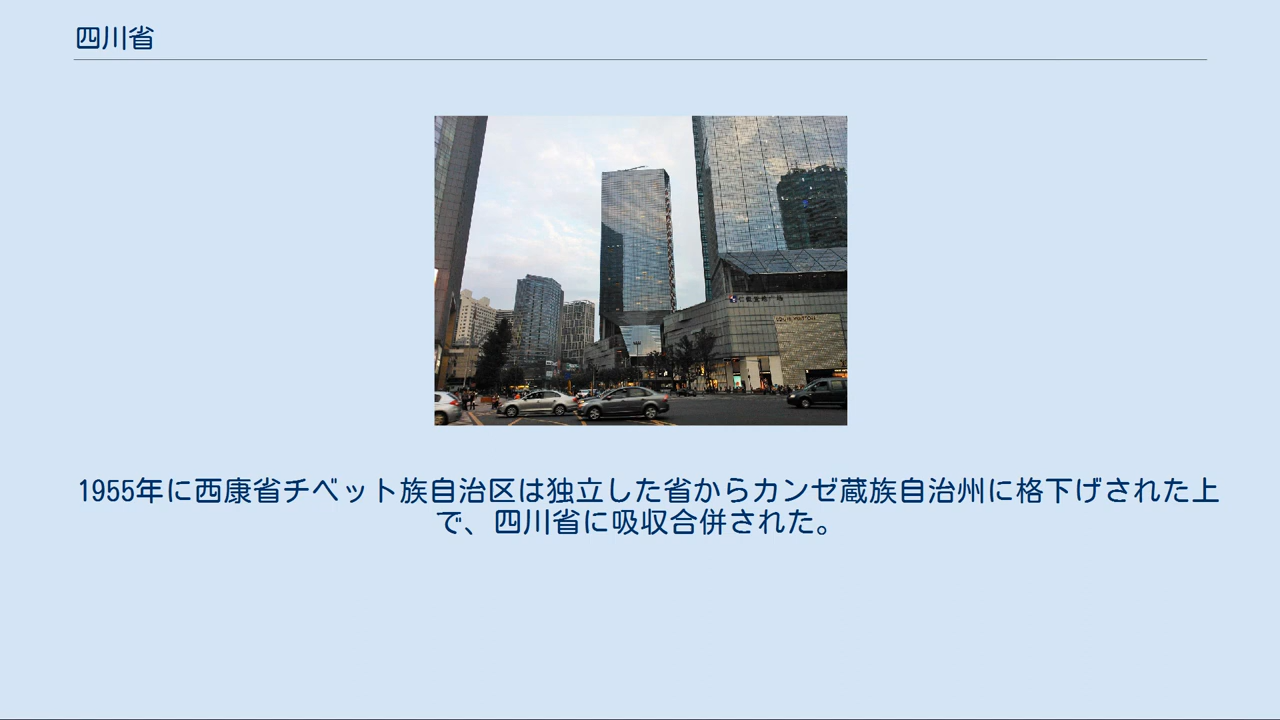 四川省
LOUIS VUITTON
1955年に西康省チベット族自治区は独立した省からカンゼ蔵族自治州に格下げされた上
で、四川省に吸収合併された。